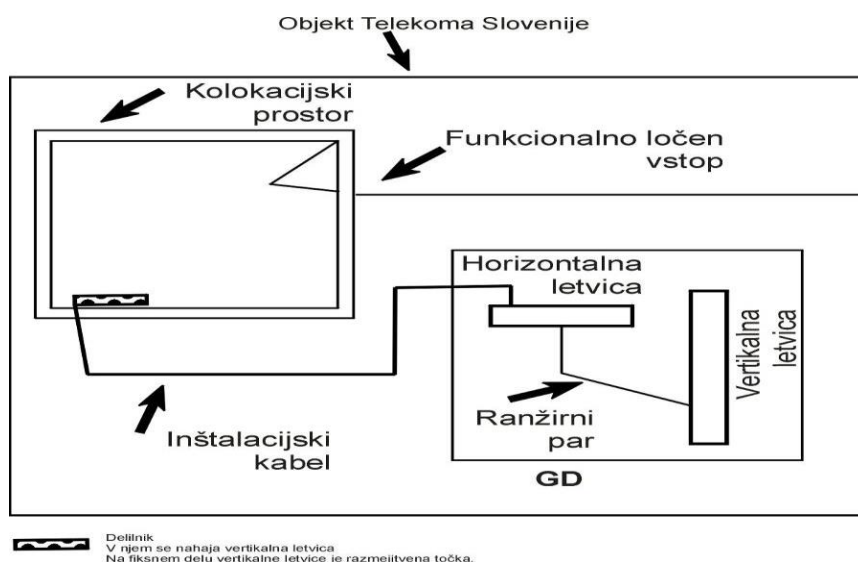 Objekt Telekoma Slovenije
Kolokacijski
prostor
Funkcionalno ločen
vstop
Horizontalna
letvica
Vertikalna
letvica
Ranžirni
par
Inštalacijski
kabel
GD
Delilnik
V njem se nahaja vertikalna letvica
Na fiksnem delu vertikalne letvice je razmejitvena točka.